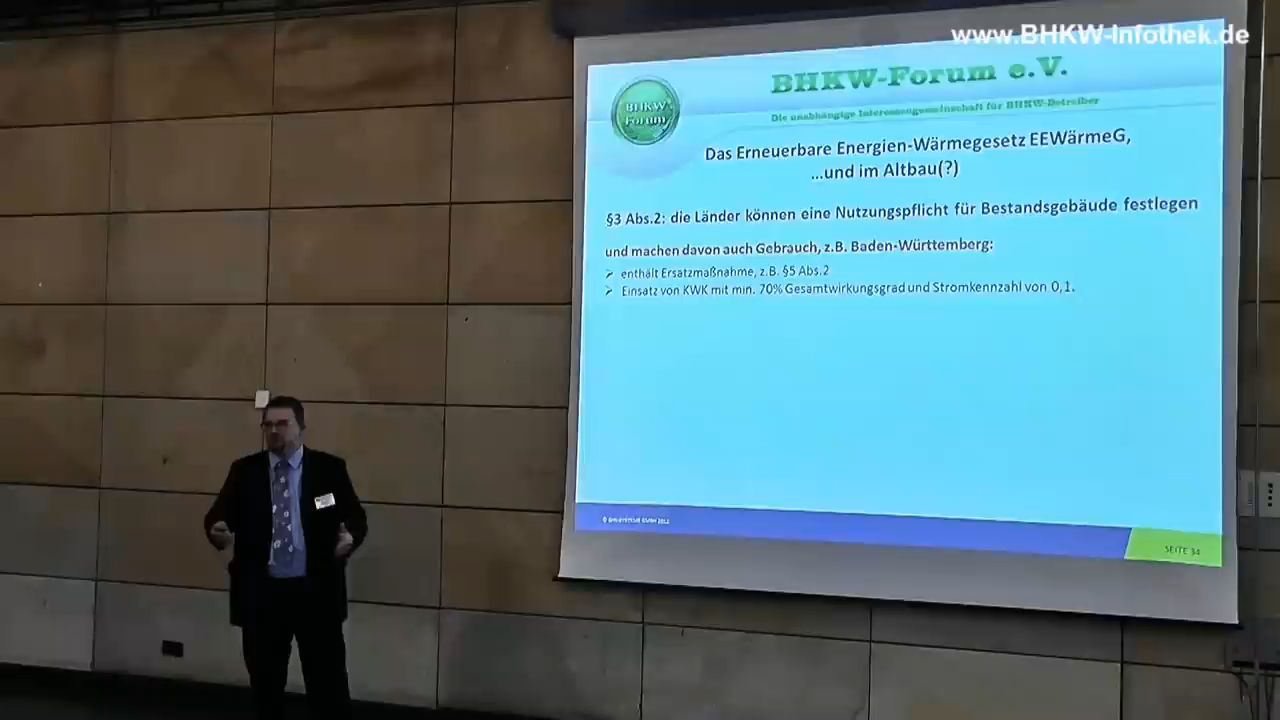 www.BHKW-Infothek.de
BHKW-Forum e.V.
Die unabhängige Interessengemeinschaft für BHKW-Betreiber
BHKW
Forum
Das Erneuerbare Energien-Wärmegesetz EEWärmeG,
...und im Altbau(?)
§3 Abs.2: die Länder können eine Nutzungspflicht für Bestandsgebäude festlegen
und machen davon auch Gebrauch, z.B. Baden-Württemberg:
➢ enthält Ersatzmaßnahme, z.B. §5 Abs.2
➢ Einsatz von KWK mit min. 70% Gesamtwirkungsgrad und Stromkennzahl von 0,1.
SEITE 34